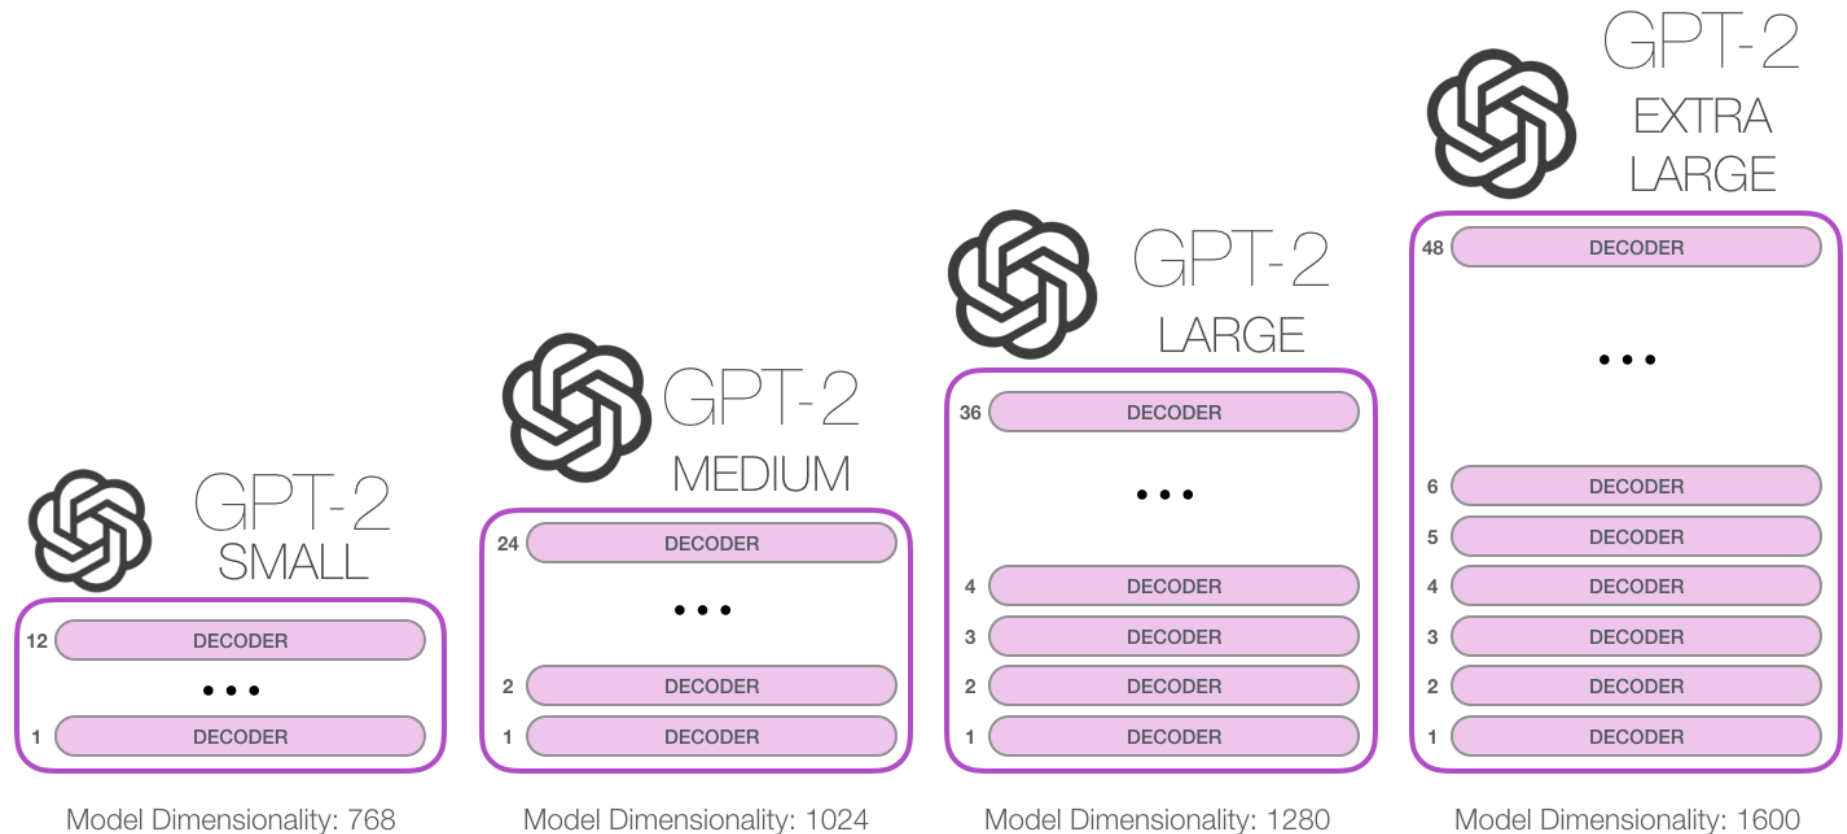 GPT-2
SMALL
12 DECODER
...
1 DECODER
Model Dimensionality: 768
GPT-2
MEDIUM
24 DECODER
...
2 DECODER
1 DECODER
Model Dimensionality: 1024
GPT-2
LARGE
36 DECODER
...
4 DECODER
3 DECODER
2 DECODER
1 DECODER
Model Dimensionality: 1280
GPT-2
EXTRA
LARGE
48 DECODER
...
6 DECODER
5 DECODER
4 DECODER
3 DECODER
2 DECODER
1 DECODER
Model Dimensionality: 1600